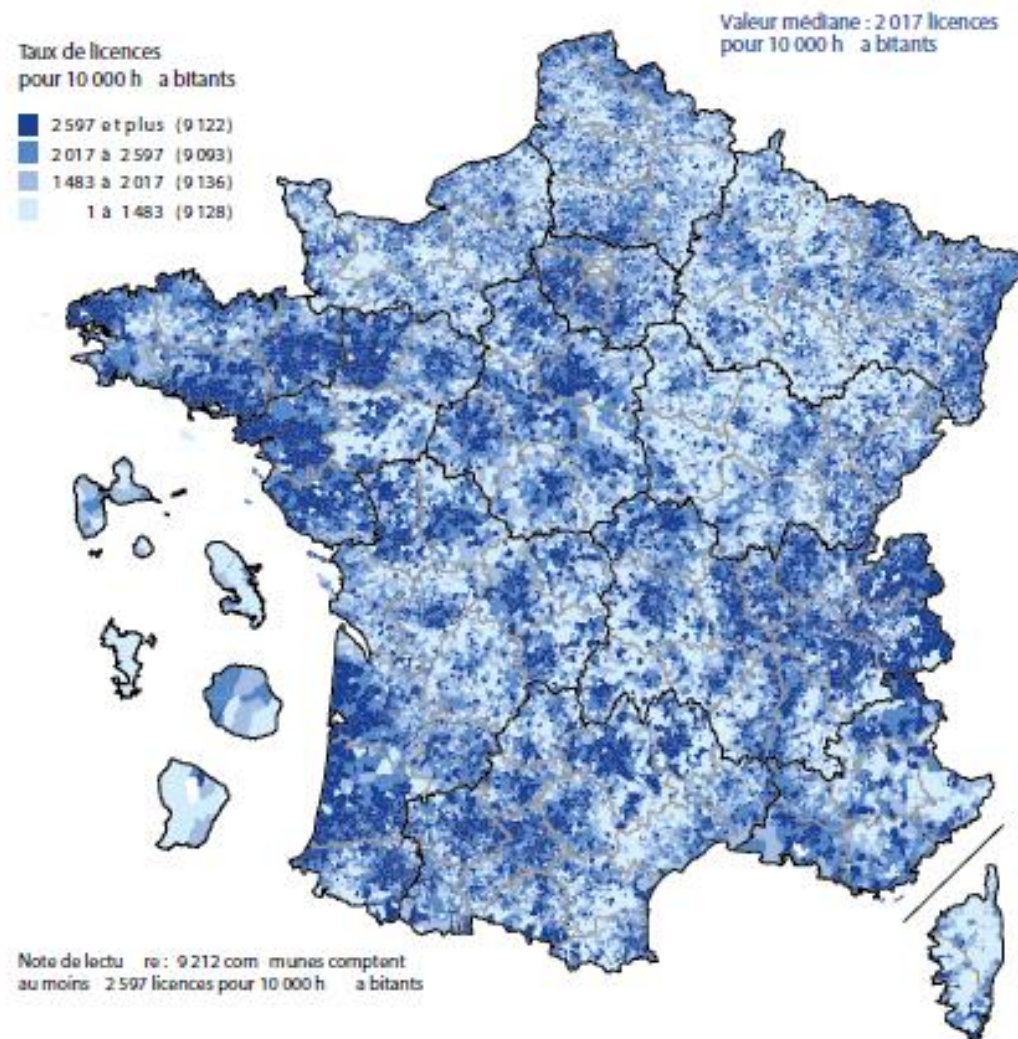 Valeur médiane : 2 017 licences
pour 10 000 h a bitants
Taux de licences
pour 10 000 h a bitants
2 597 et plus (9 122)
2 017 à 2 597 (9 093)
1 483 à 2 017 (9 136)
1 à 1 483 (9 128)
Note de lectu re : 9 212 com munes comptent
au moins 2 597 licences pour 10 000 h a bitants